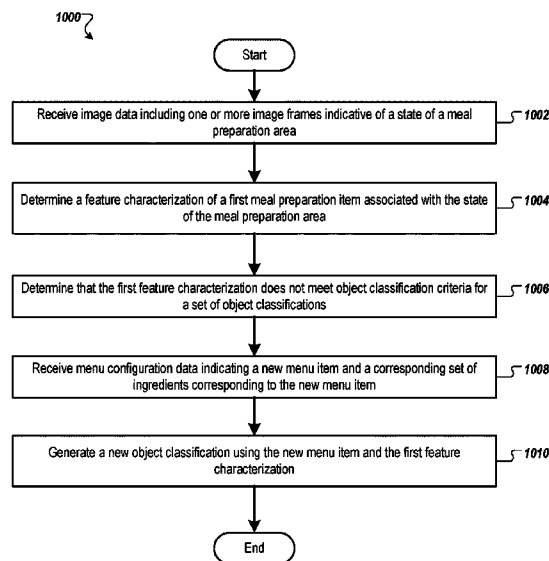 1000
Start
Receive image data including one or more image frames indicative of a state of a meal
preparation area
1002
Determine a feature characterization of a first meal preparation item associated with the state
of the meal preparation area
1004
Determine that the first feature characterization does not meet object classification criteria for
a set of object classifications
1006
Receive menu configuration data indicating a new menu item and a corresponding set of
ingredients corresponding to the new menu item
1008
Generate a new object classification using the new menu item and the first feature
characterization
1010
End